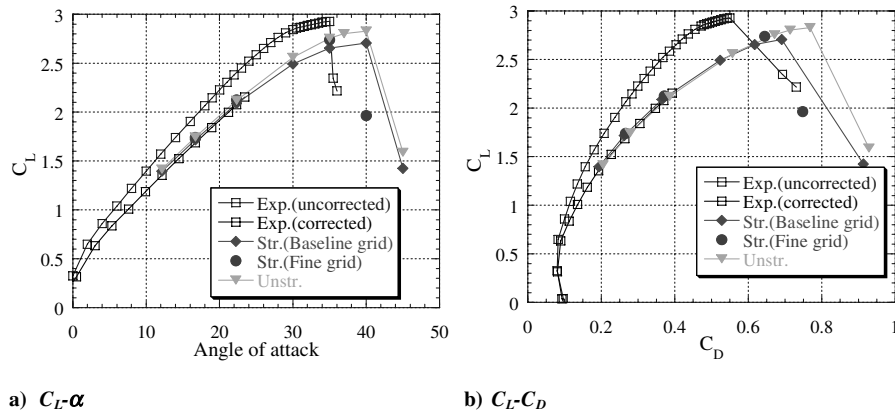 3
2.5
2
1.5
1
0.5
0
C_L
0
10
20
30
40
50
Angle of attack
Exp.(uncorrected)
Exp.(corrected)
Str.(Baseline grid)
Str.(Fine grid)
Unstr.
a) C_L-α
3
2.5
2
1.5
1
0.5
0
C_L
0
0.2
0.4
0.6
0.8
1
C_D
Exp.(uncorrected)
Exp.(corrected)
Str.(Baseline grid)
Str.(Fine grid)
Unstr.
b) C_L-C_D